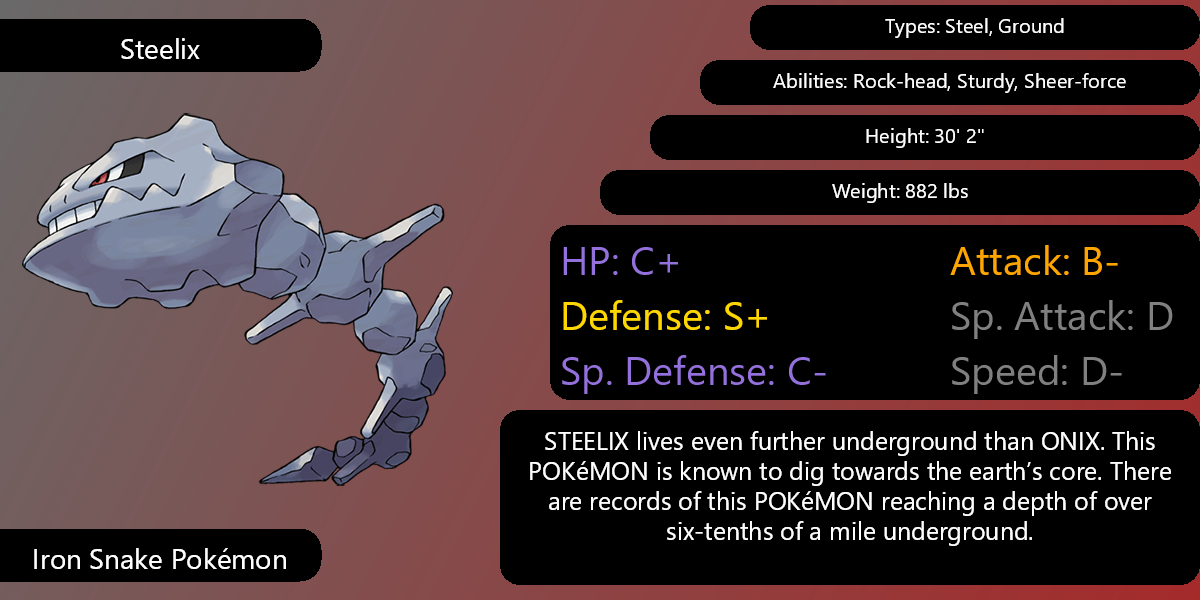 Steelix
Types: Steel, Ground
Abilities: Rock-head, Sturdy, Sheer-force
Height: 30' 2"
Weight: 882 lbs
HP: C+
Attack: B-
Defense: S+
Sp. Attack: D
Sp. Defense: C-
Speed: D-
STEELIX lives even further underground than ONIX. This
POKéMON is known to dig towards the earth’s core. There
are records of this POKéMON reaching a depth of over
six-tenths of a mile underground.
Iron Snake Pokémon